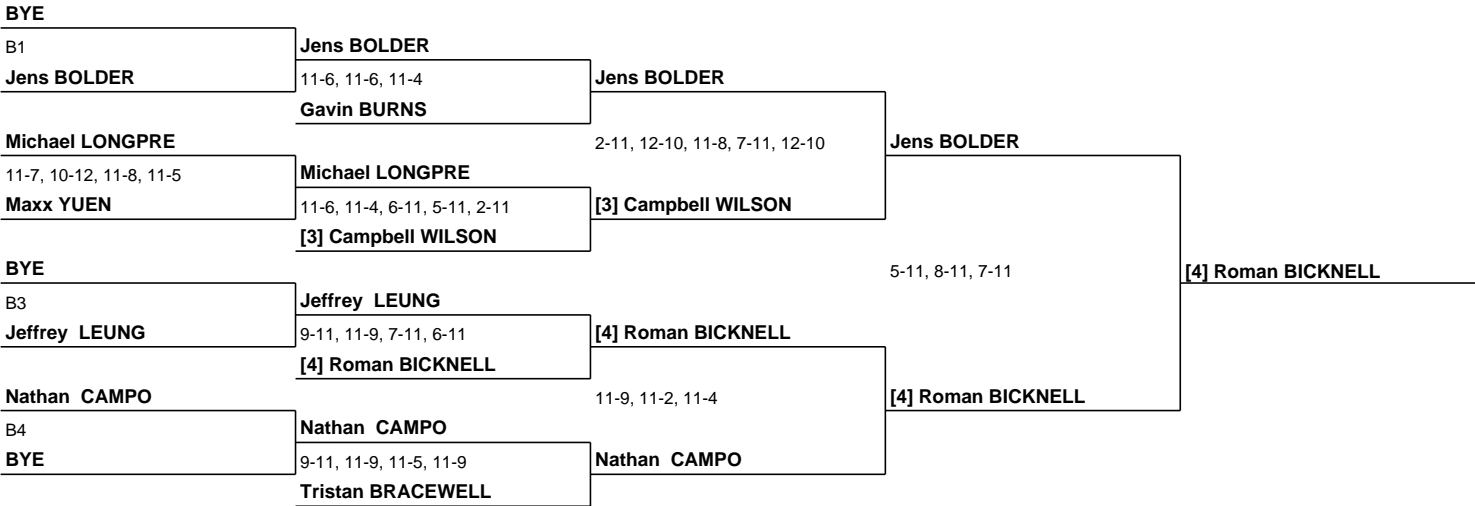 BYE
B1
Jens BOLDER
Jens BOLDER
11-6, 11-6, 11-4
Jens BOLDER
Gavin BURNS
Michael LONGPRE
2-11, 12-10, 11-8, 7-11, 12-10
Jens BOLDER
11-7, 10-12, 11-8, 11-5
Michael LONGPRE
Maxx YUEN
11-6, 11-4, 6-11, 5-11, 2-11
[3] Campbell WILSON
[3] Campbell WILSON
BYE
5-11, 8-11, 7-11
[4] Roman BICKNELL
B3
Jeffrey LEUNG
Jeffrey LEUNG
9-11, 11-9, 7-11, 6-11
[4] Roman BICKNELL
[4] Roman BICKNELL
Nathan CAMPO
11-9, 11-2, 11-4
[4] Roman BICKNELL
B4
Nathan CAMPO
BYE
9-11, 11-9, 11-5, 11-9
Nathan CAMPO
Tristan BRACEWELL